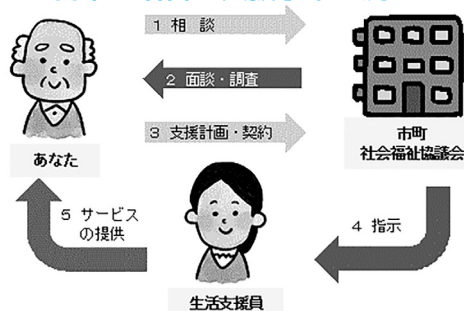 1 相 談
2 面談・調査
3 支援計画・契約
あなた
市町
社会福祉協議会
5 サービス
の提供
4 指示
生活支援員